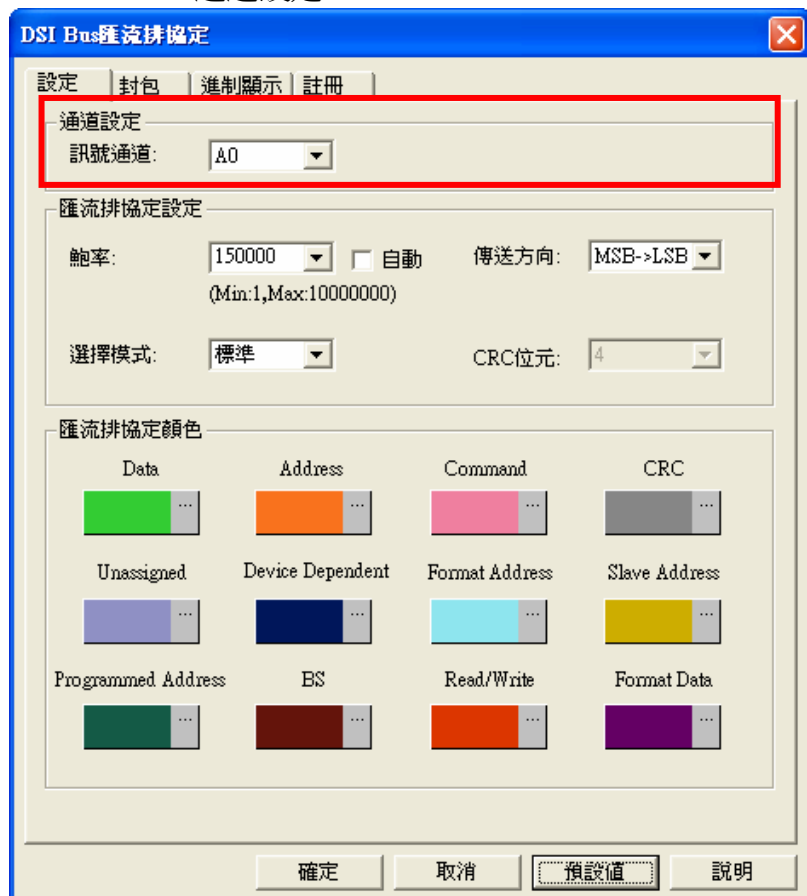 DSI Bus匯流排協定
設定 封包 進制顯示 註冊
通道設定
訊號通道: A0
匯流排協定設定
鮑率: 150000 自動 傳送方向: MSB->LSB
(Min:1,Max:10000000)
選擇模式: 標準 CRC位元: 4
匯流排協定顏色
Data Address Command CRC
... ... ... ...
Unassigned Device Dependent Format Address Slave Address
... ... ... ...
Programmed Address BS Read/Write Format Data
... ... ... ...
確定 取消 預設值 說明